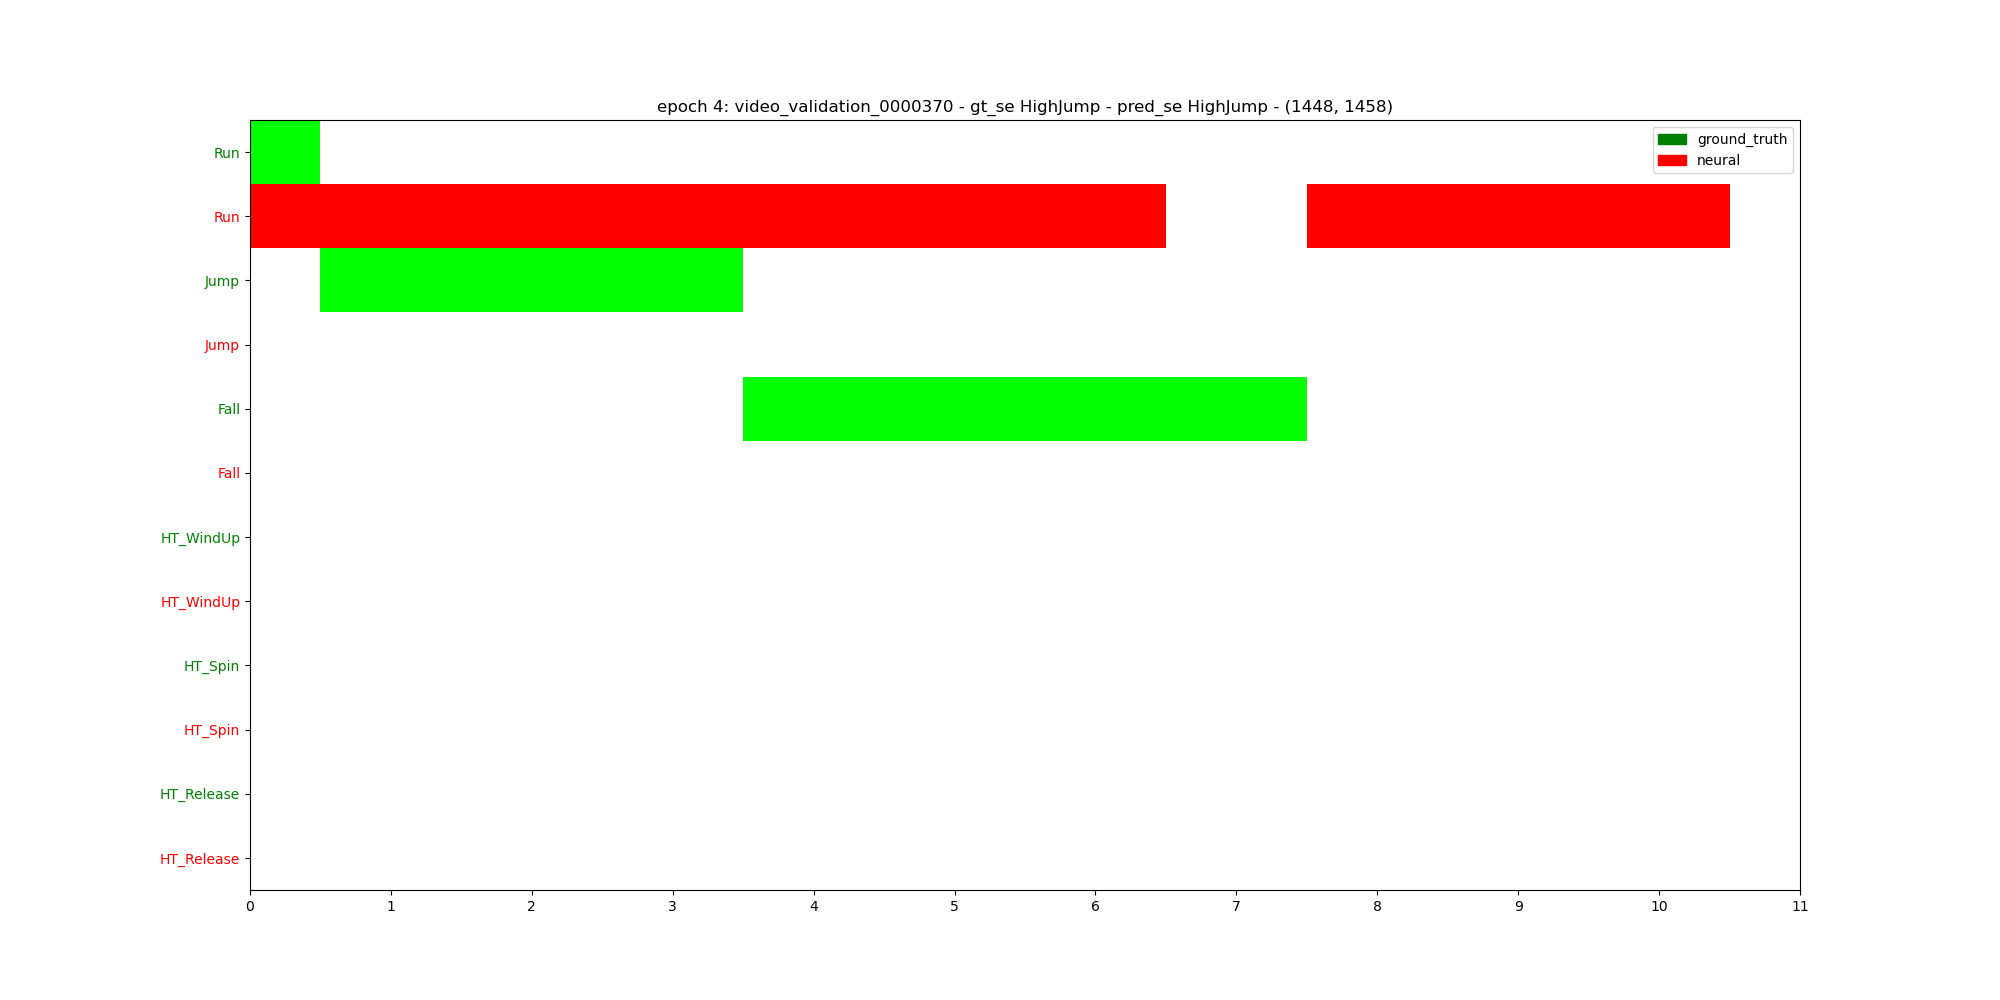 epoch 4: video_validation_0000370 - gt_se HighJump - pred_se HighJump - (1448, 1458)
ground_truth
neural
Run
Run
Jump
Jump
Fall
Fall
HT_WindUp
HT_WindUp
HT_Spin
HT_Spin
HT_Release
HT_Release
0 1 2 3 4 5 6 7 8 9 10 11